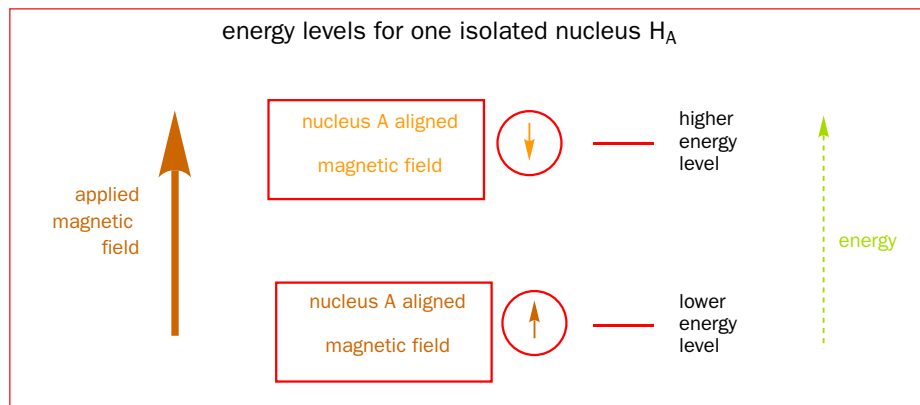 energy levels for one isolated nucleus HA
applied
magnetic
field
nucleus A aligned
magnetic field
higher
energy
level
energy
nucleus A aligned
magnetic field
lower
energy
level